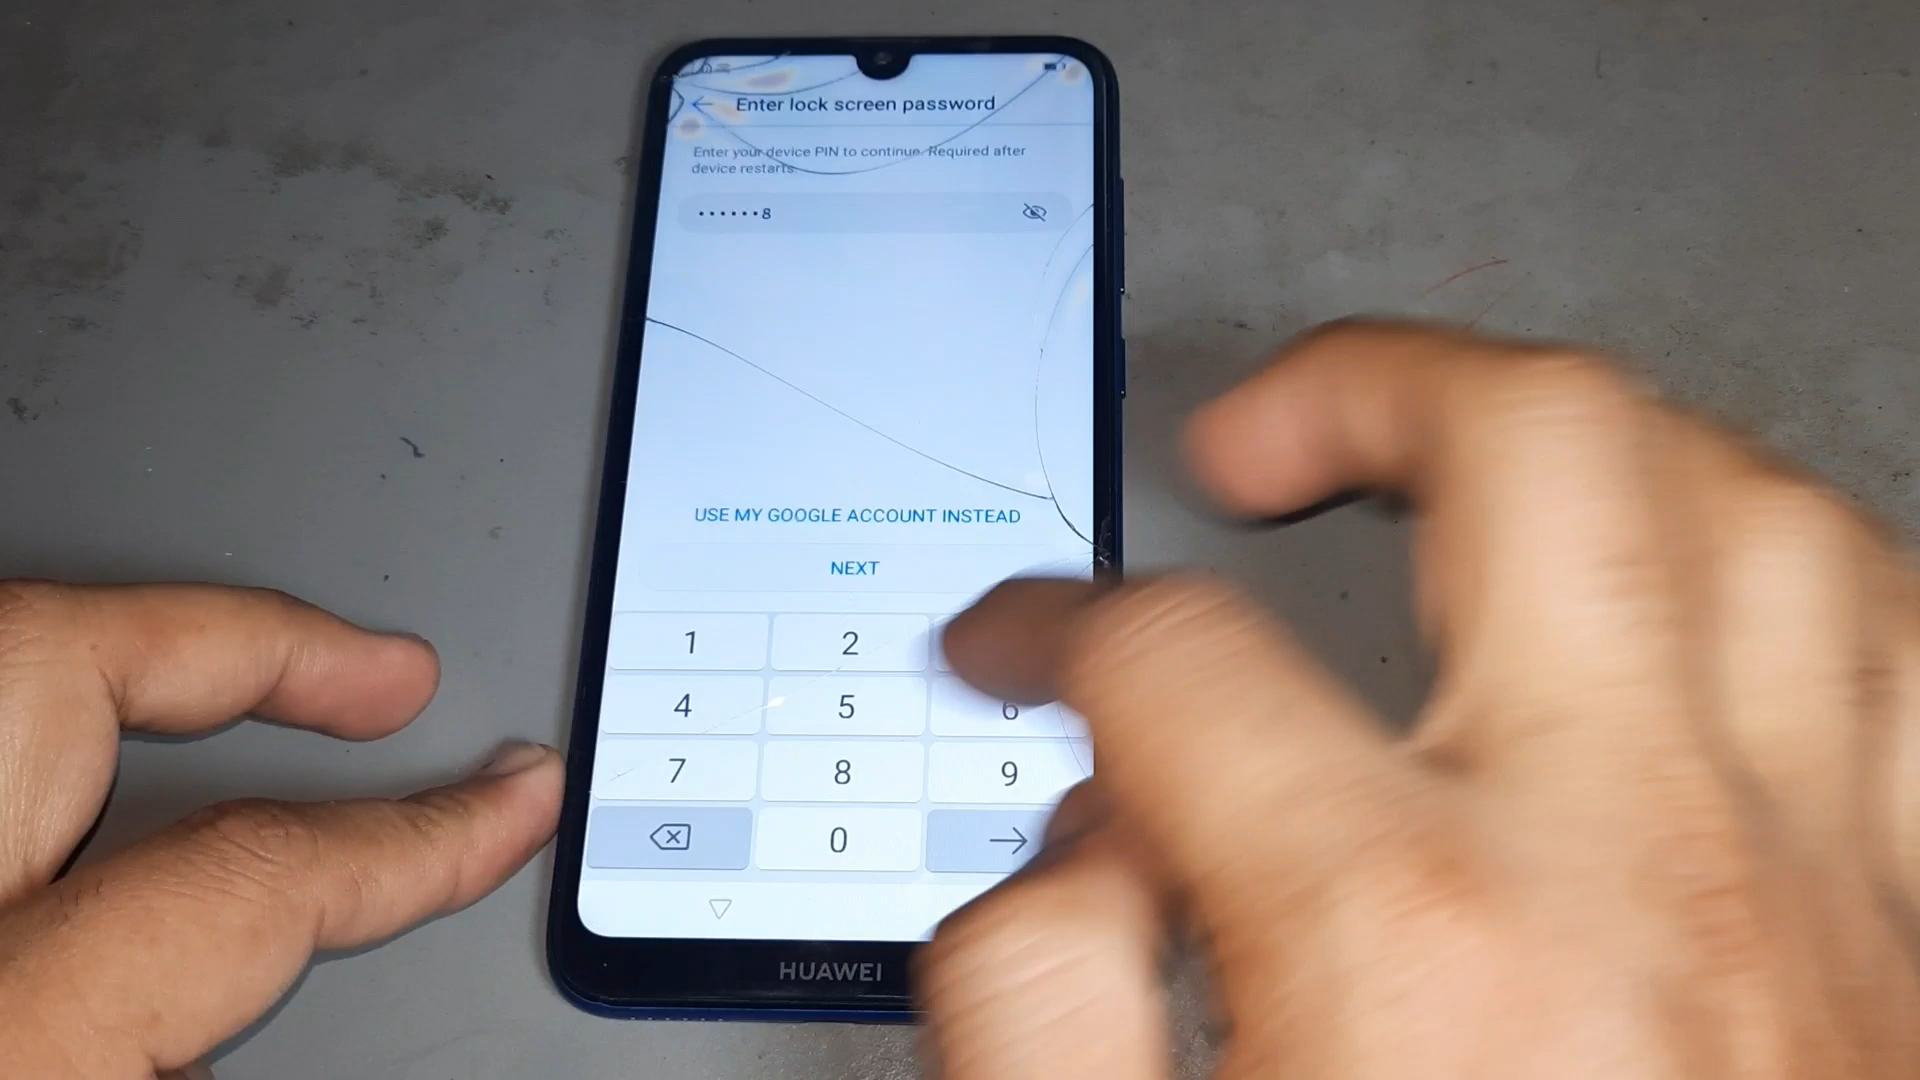 Enter lock screen password
Enter your device PIN to continue. Required after
device restarts.
••••••8
USE MY GOOGLE ACCOUNT INSTEAD
NEXT
1 2
4 5 6
7 8 9
0
HUAWEI